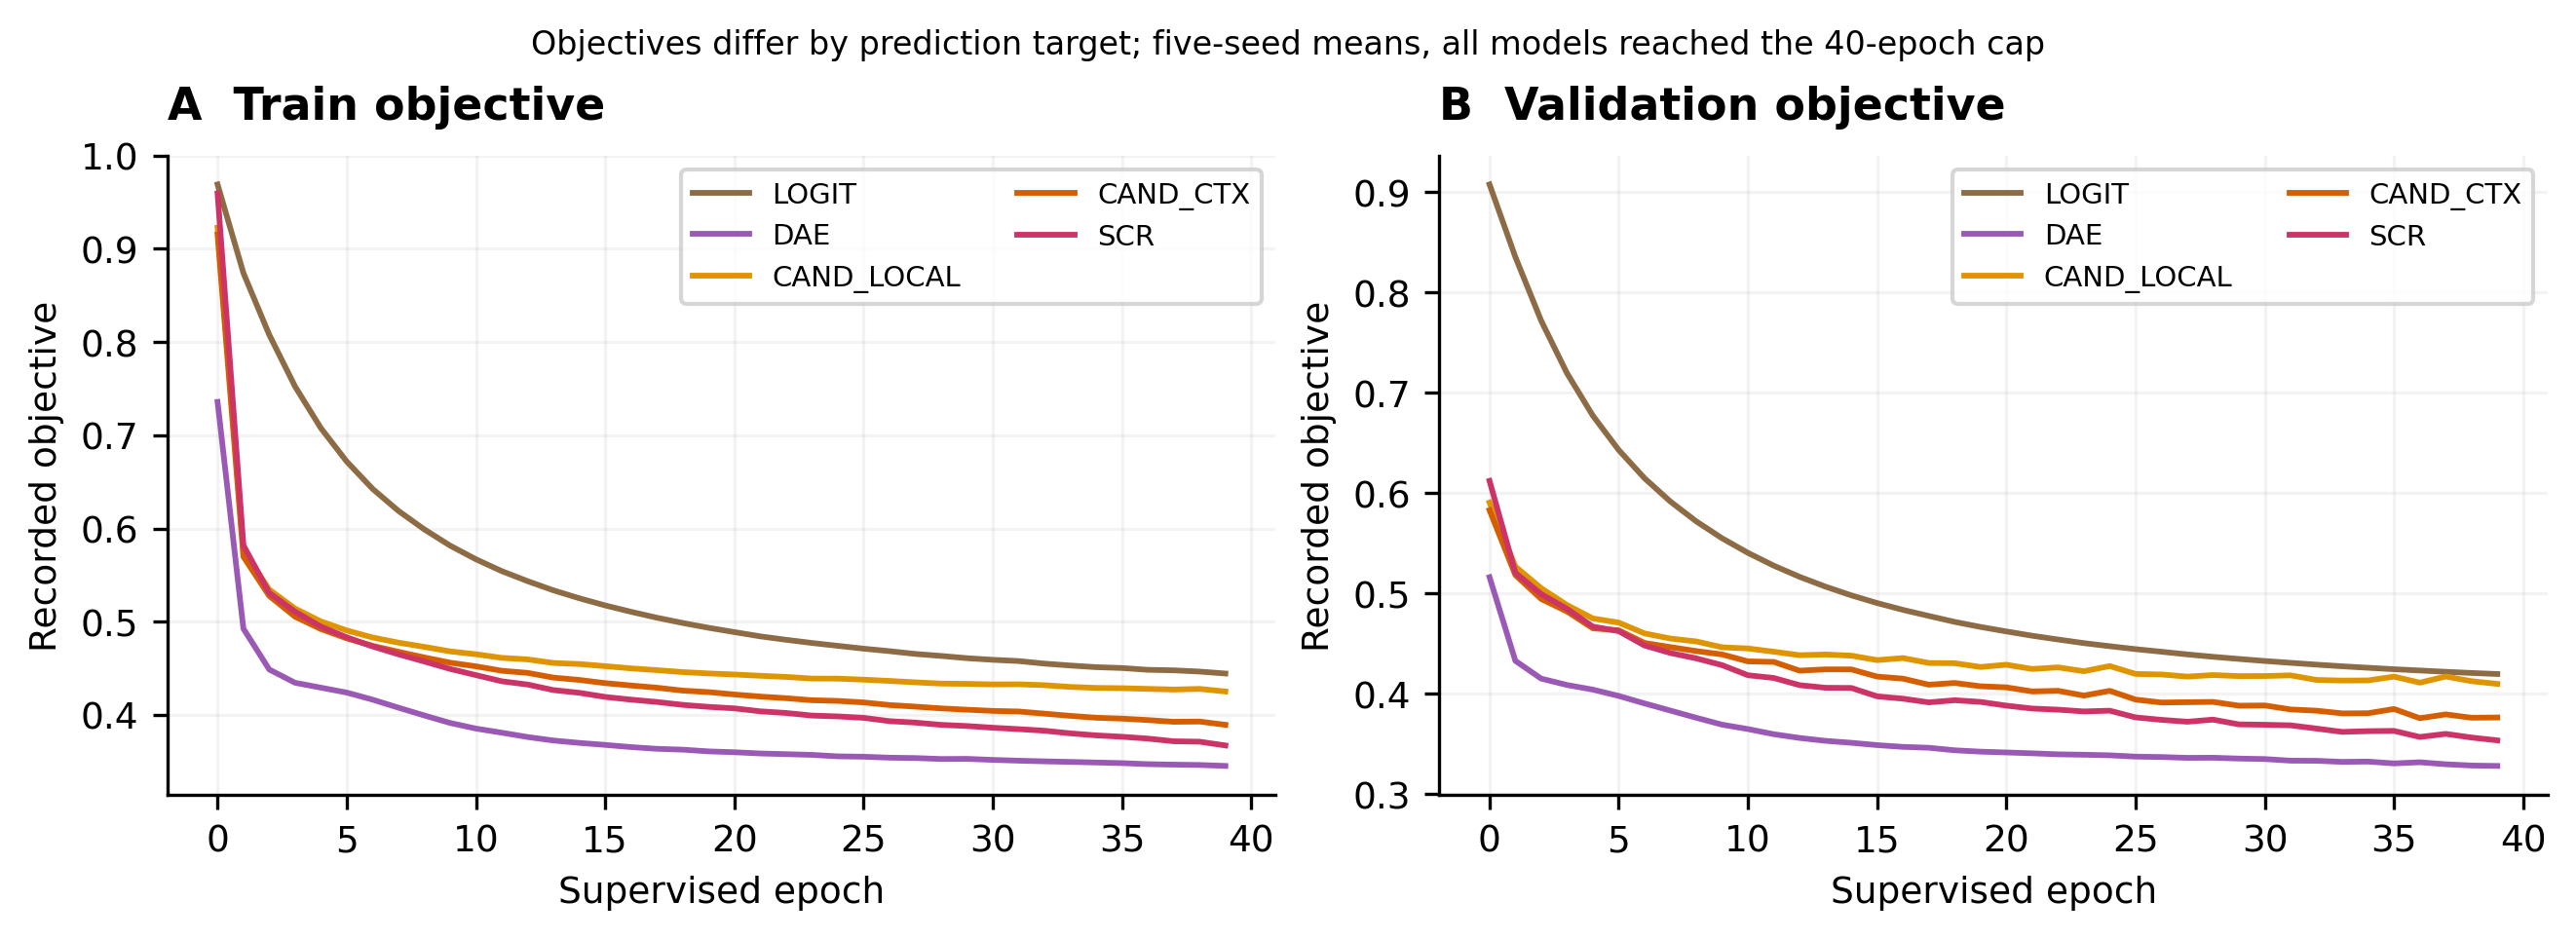 Objectives differ by prediction target; five-seed means, all models reached the 40-epoch cap
A Train objective
Recorded objective
1.0
0.9
0.8
0.7
0.6
0.5
0.4
LOGIT
DAE
CAND_LOCAL
CAND_CTX
SCR
0 5 10 15 20 25 30 35 40
Supervised epoch
B Validation objective
Recorded objective
0.9
0.8
0.7
0.6
0.5
0.4
0.3
LOGIT
DAE
CAND_LOCAL
CAND_CTX
SCR
0 5 10 15 20 25 30 35 40
Supervised epoch